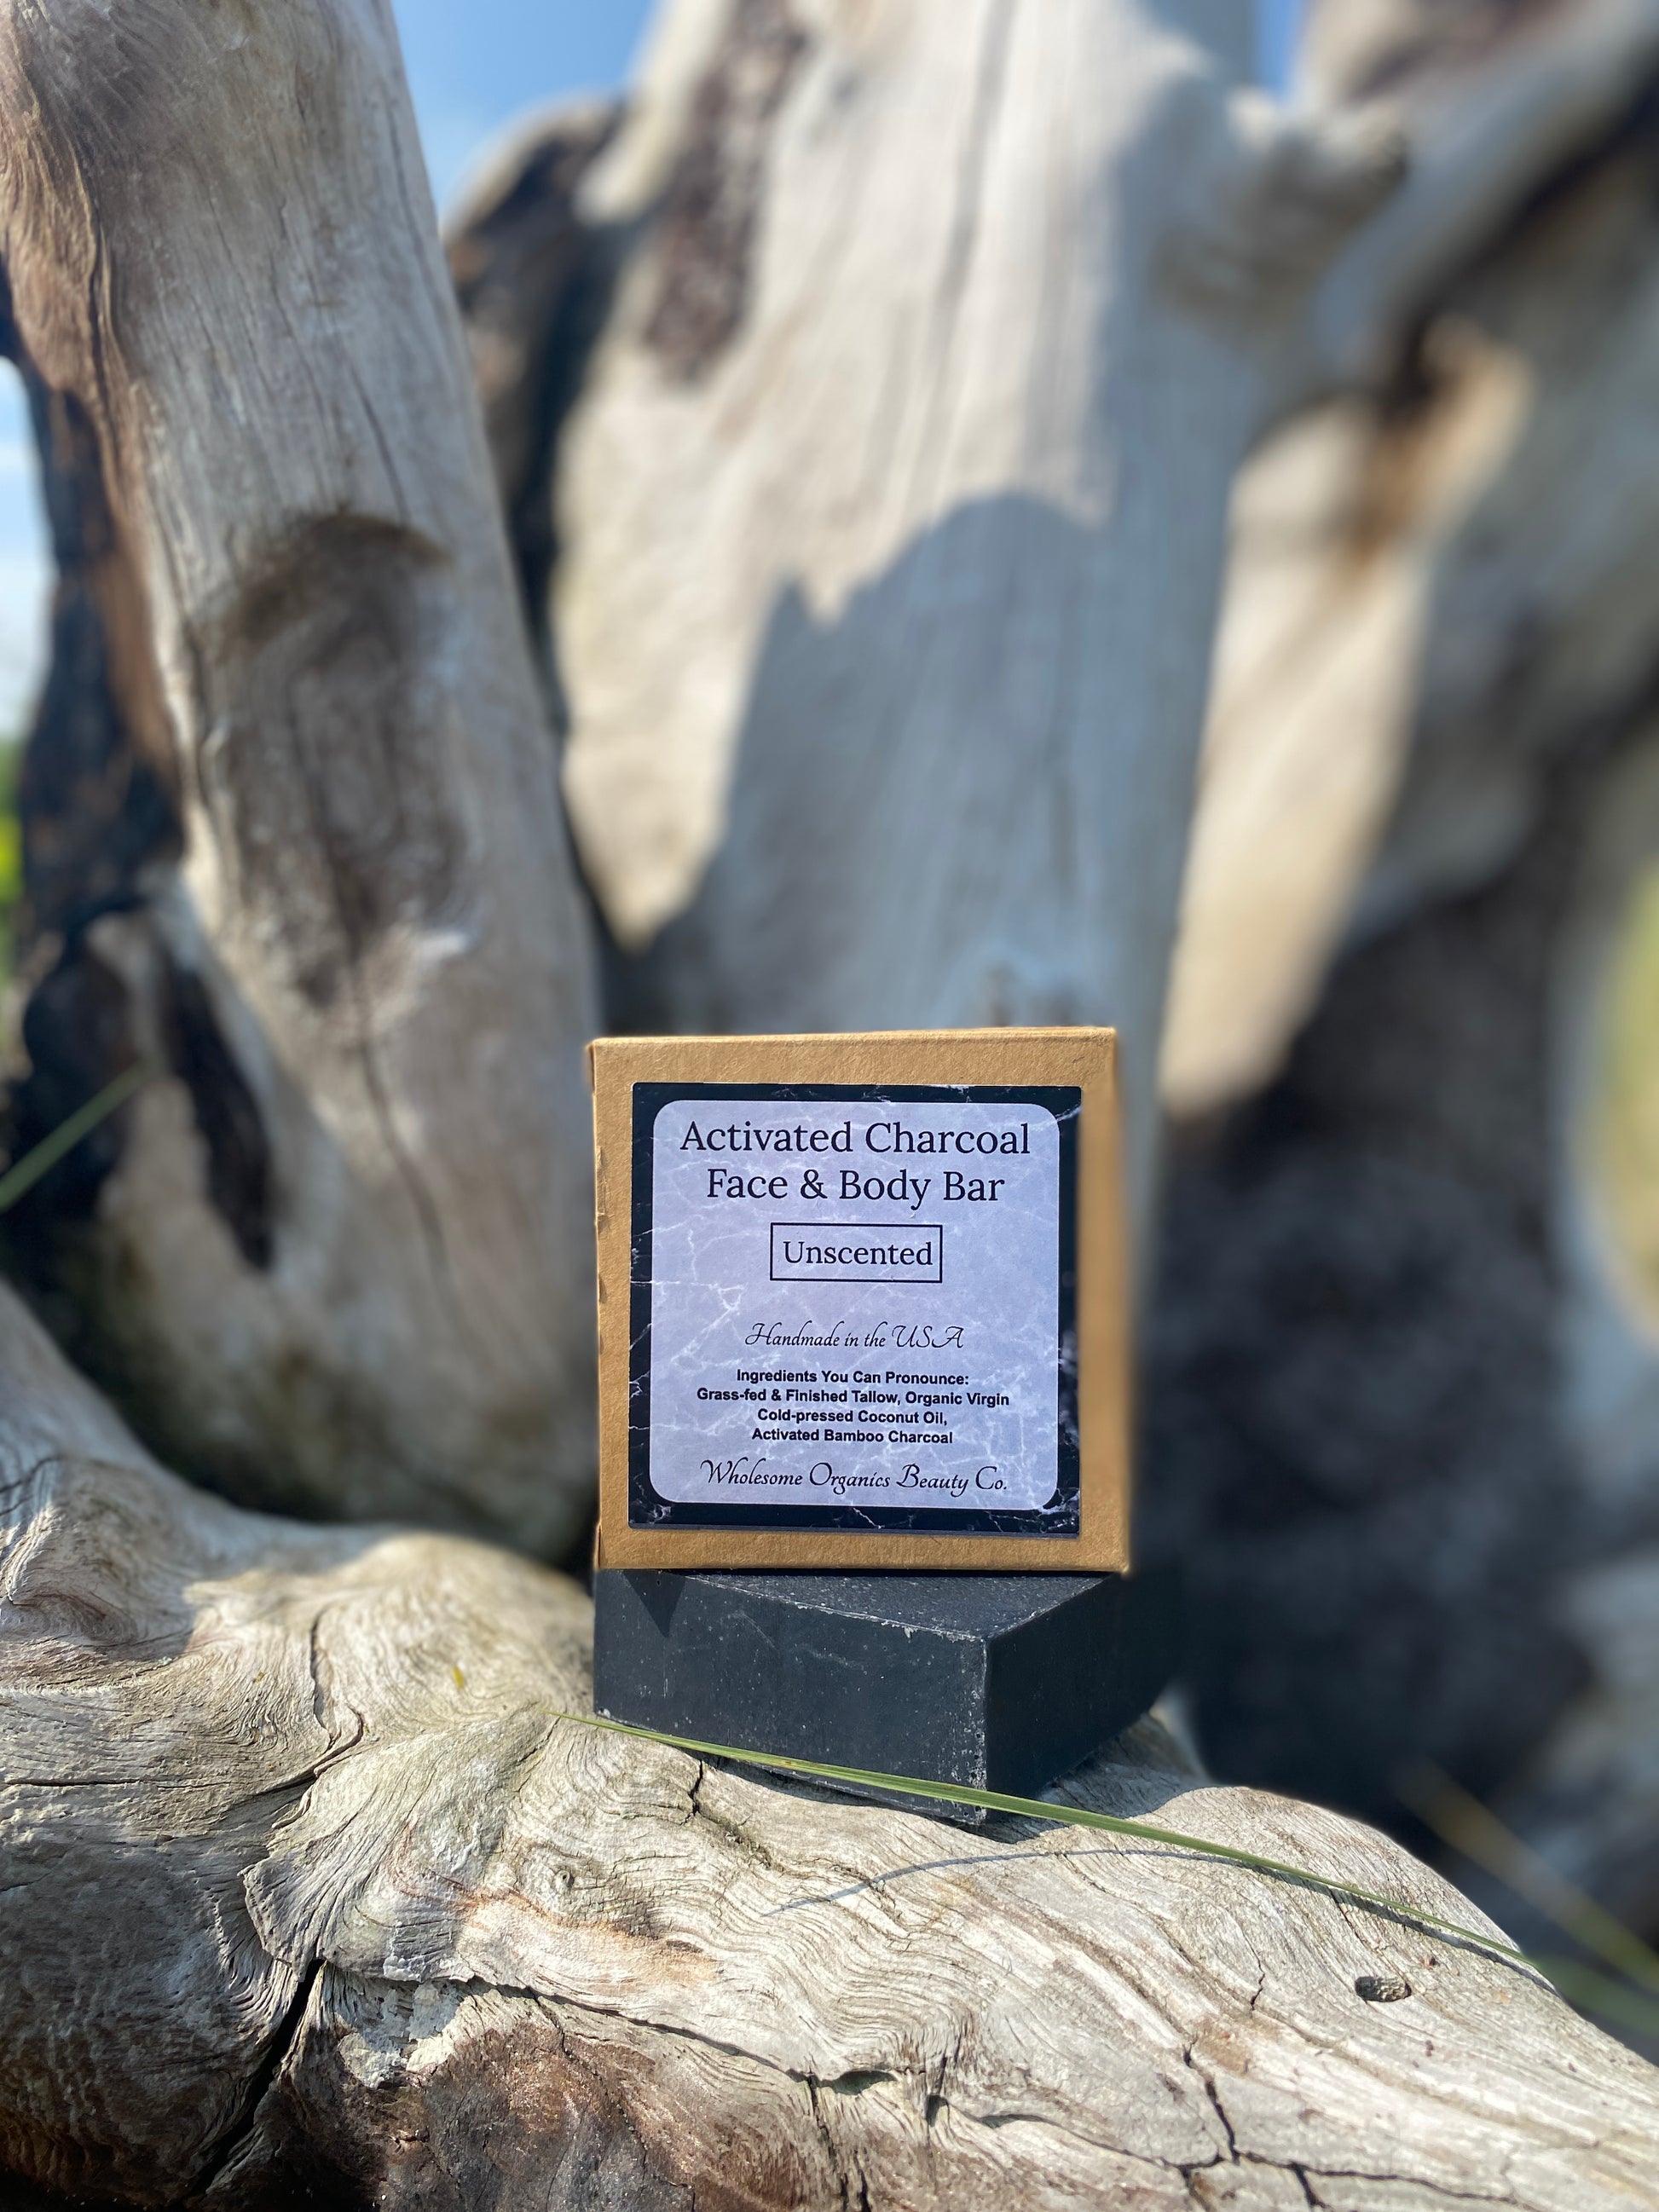 Activated Charcoal
Face & Body Bar
Unscented
Handmade in the USA
Ingredients You Can Pronounce:
Grass-fed & Finished Tallow, Organic Virgin
Cold-pressed Coconut Oil,
Activated Bamboo Charcoal
Wholesome Organics Beauty Co.